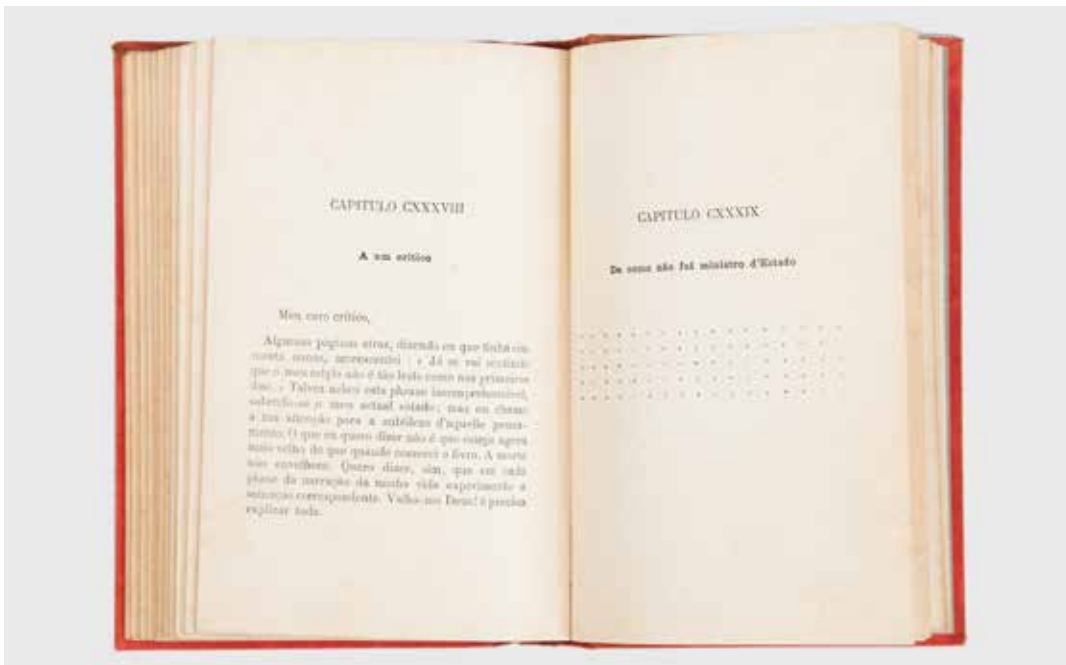 CAPITULO CXXXVIII
A um critico
Meu caro critico,
Algumas paginas atraz, dizendo eu que tinha cin-
coenta annos, accrescentei : « Já se vai sentindo
que o meu estylo não é tão lesto como nos primeiros
dias. » Talvez aches esta phrase incomprehensivel,
sabendo-se o meu actual estado; mas eu chamo
a tua attenção para a subtileza d'aquelle pensa-
mento. O que eu quero dizer não é que esteja agora
mais velho do que quando comecei o livro. A morte
não envelhece. Quero dizer, sim, que em cada
phase da narração da minha vida experimento a
sensação correspondente. Valha-me Deus! é preciso
explicar tudo.
CAPITULO CXXXIX
De como não fui ministro d'Estado